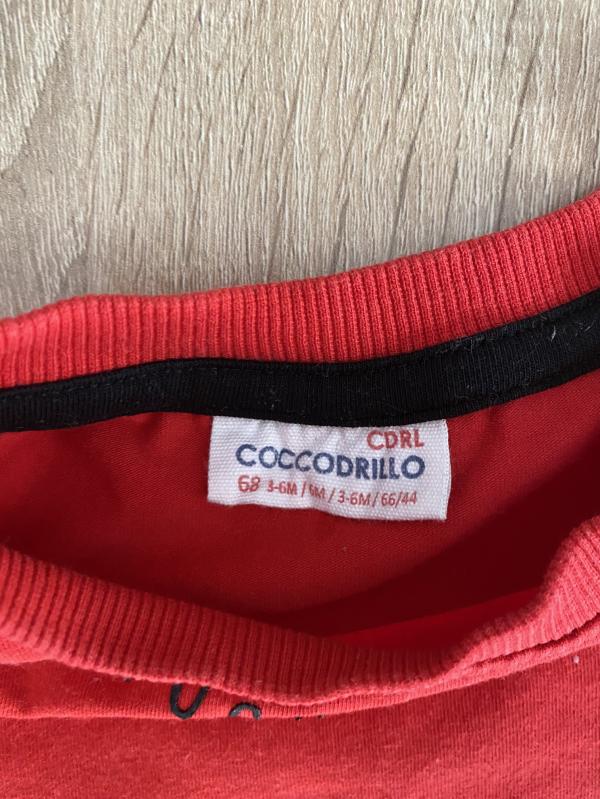 CDRL
COCCODRILLO
68 3-6M / 6M / 3-6M / 66/44